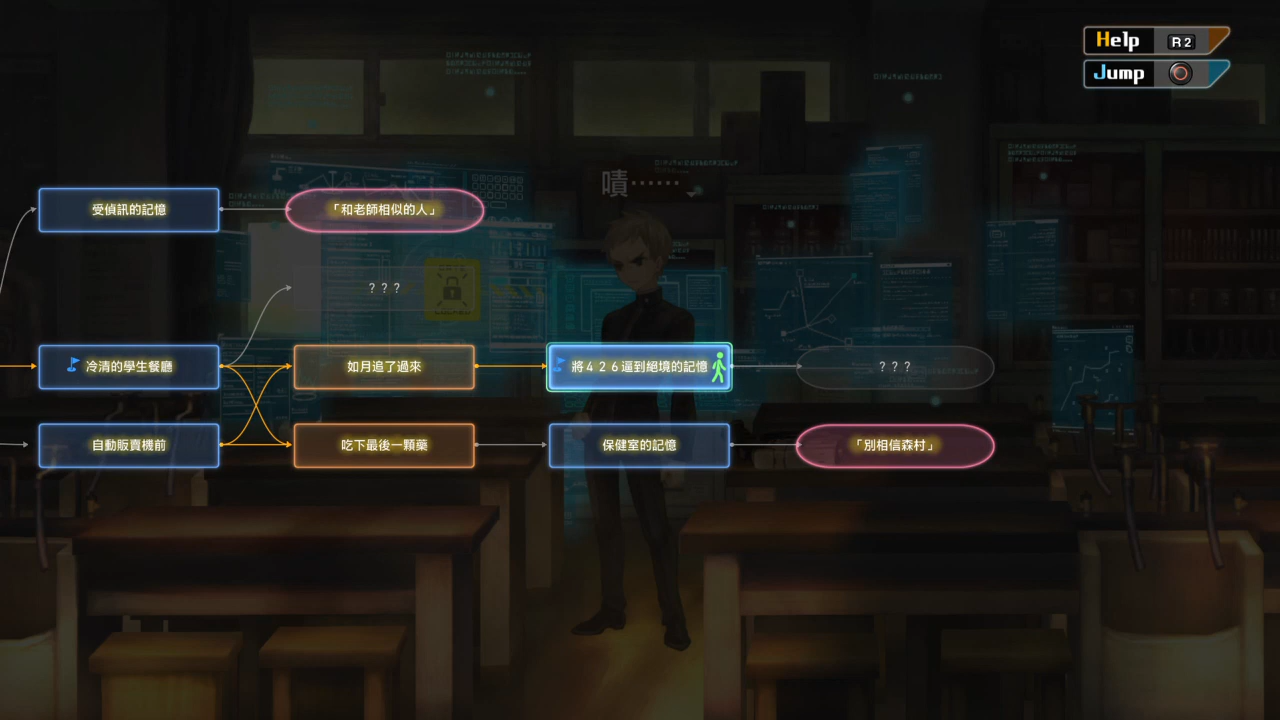 Help R2
Jump
嘖……
受偵訊的記憶
「和老師相似的人」
？？？
冷清的學生餐廳
如月追了過來
將４２６逼到絕境的記憶
？？？
自動販賣機前
吃下最後一顆藥
保健室的記憶
「別相信森村」